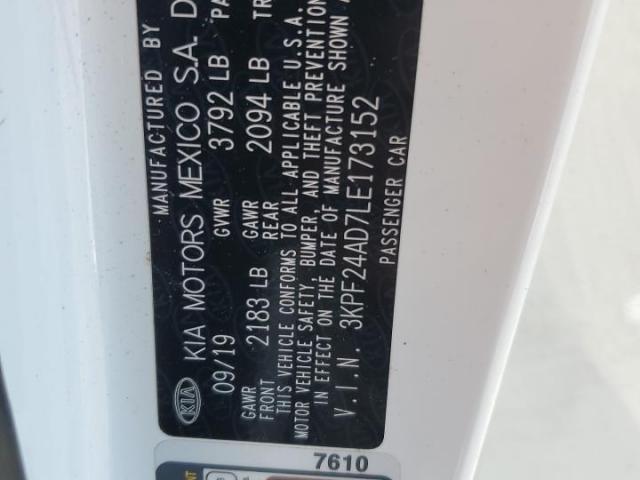 MANUFACTURED BY
KIA KIA MOTORS MEXICO S.A. D
09/19 GVWR 3792 LB PA
GAWR FRONT 2183 LB GAWR REAR 2094 LB TR
THIS VEHICLE CONFORMS TO ALL APPLICABLE U.S.A.
MOTOR VEHICLE SAFETY, BUMPER, AND THEFT PREVENTION
IN EFFECT ON THE DATE OF MANUFACTURE SHOWN A
V.I.N. 3KPF24AD7LE173152
PASSENGER CAR
7610